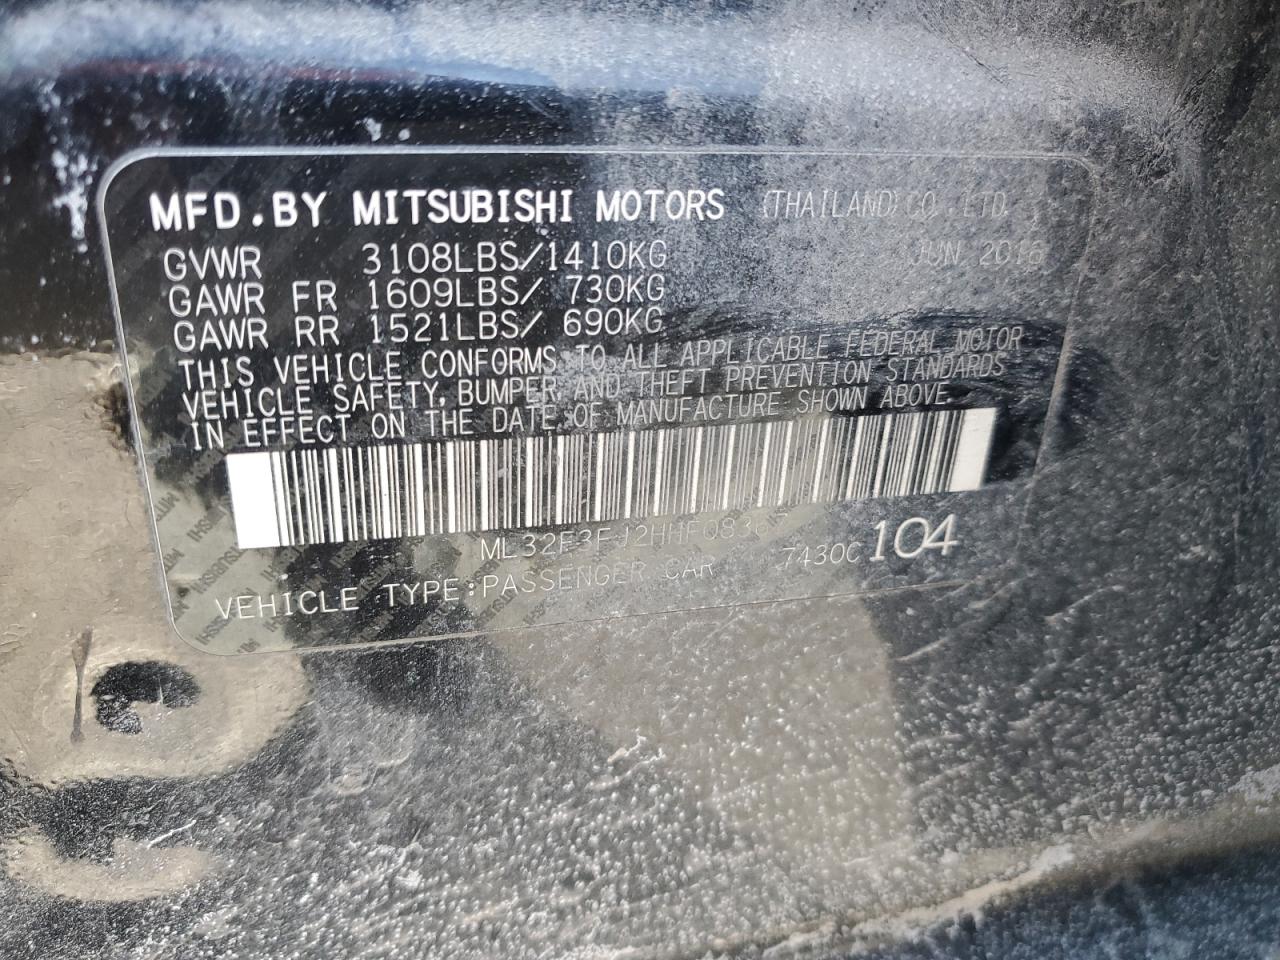 MFD.BY MITSUBISHI MOTORS (THAILAND) CO.,LTD.
GVWR 3108LBS/1410KG JUN 2016
GAWR FR 1609LBS/ 730KG
GAWR RR 1521LBS/ 690KG
THIS VEHICLE CONFORMS TO ALL APPLICABLE FEDERAL MOTOR
VEHICLE SAFETY, BUMPER, AND THEFT PREVENTION STANDARDS
IN EFFECT ON THE DATE OF MANUFACTURE SHOWN ABOVE.
VEHICLE TYPE:PASSENGER CAR 7430C 104